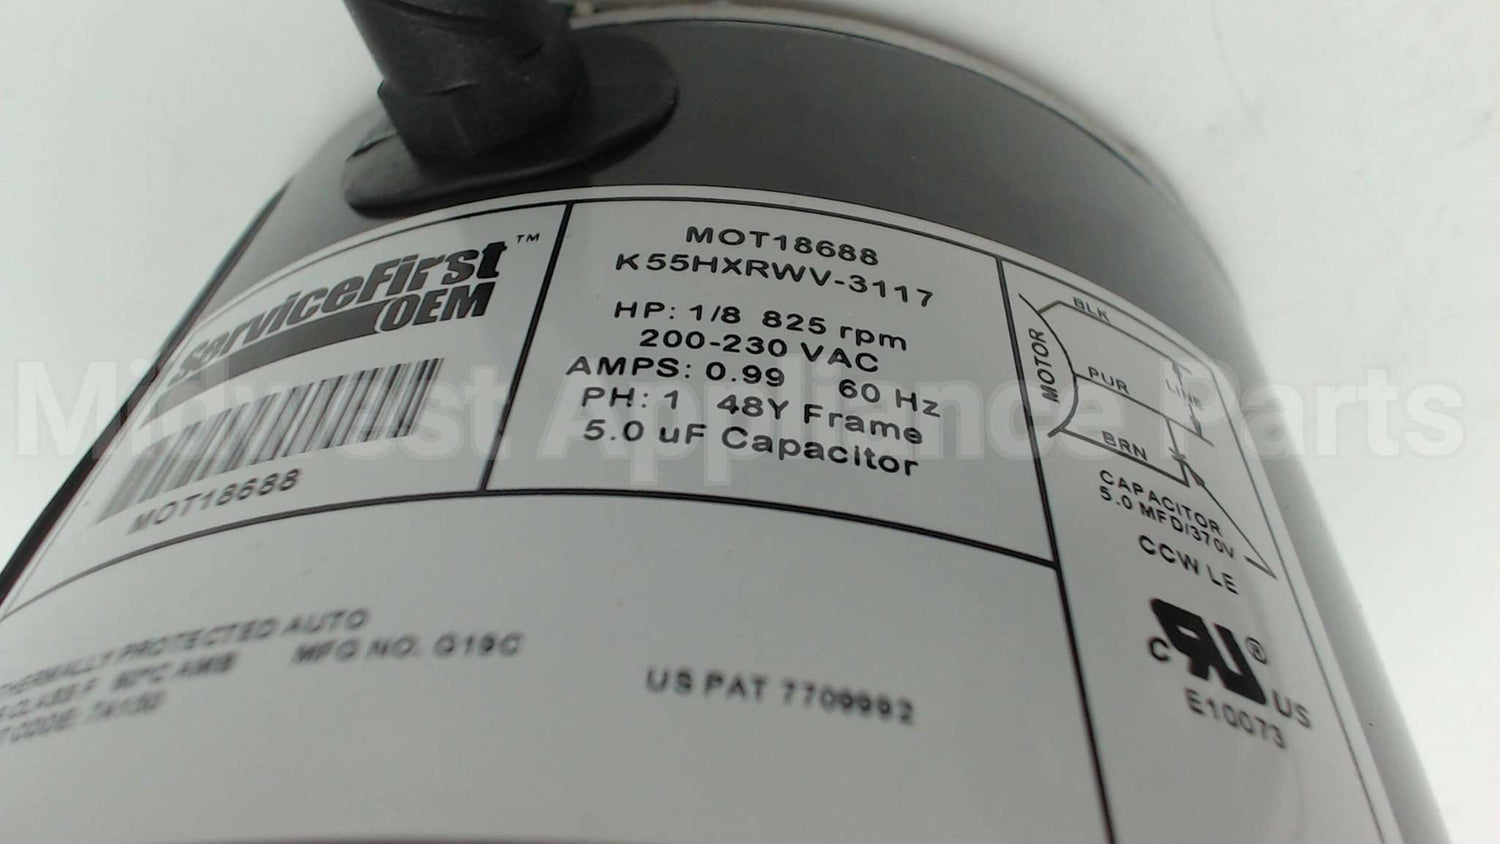 ServiceFirst™
OEM
MOT18688
MOT18688
K55HXRWV-3117
HP: 1/8 825 rpm
200-230 VAC
AMPS: 0.99 60 Hz
PH: 1 48Y Frame
5.0 uF Capacitor
MOTOR
BLK
PUR
LINE
BRN
CAPACITOR
5.0 MFD/370V
CCW LE
C US
E10073
THERMALLY PROTECTED AUTO
CLASS F AMB MFG NO. G19C
CODE:
US PAT 7709992
Midwest Appliance Parts